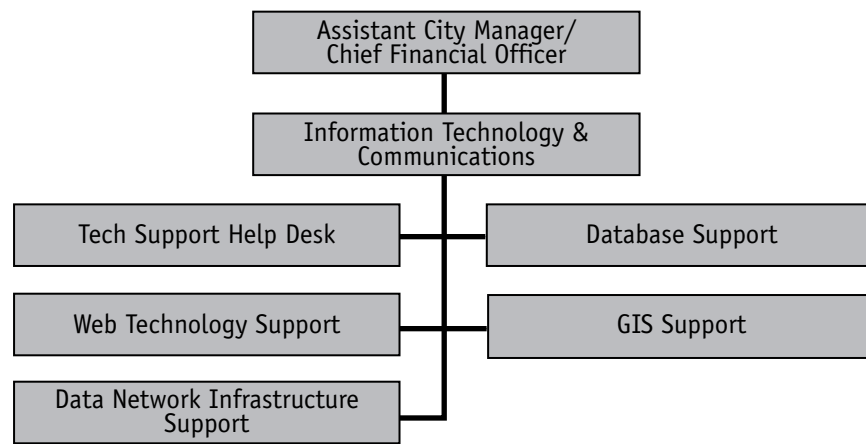 Assistant City Manager/
Chief Financial Officer
Information Technology &
Communications
Tech Support Help Desk
Database Support
Web Technology Support
GIS Support
Data Network Infrastructure
Support